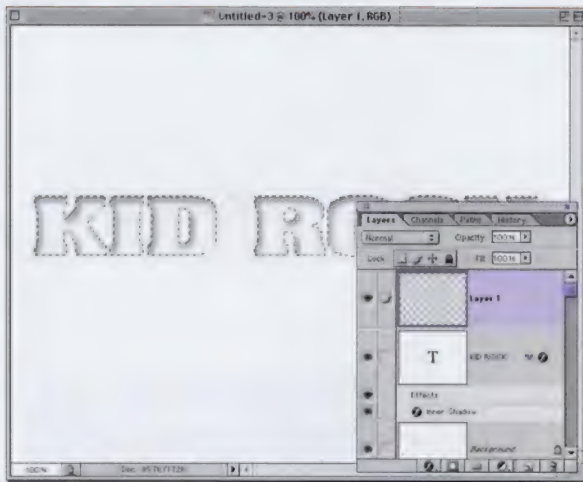 Untitled-3 @ 100% (Layer 1, RGB)
KID ROCK
Layers Channels Paths History
Normal Opacity: 100%
Lock: Fill: 100%
Layer 1
T KID ROCK
Effects
Inner Shadow
Background
100%